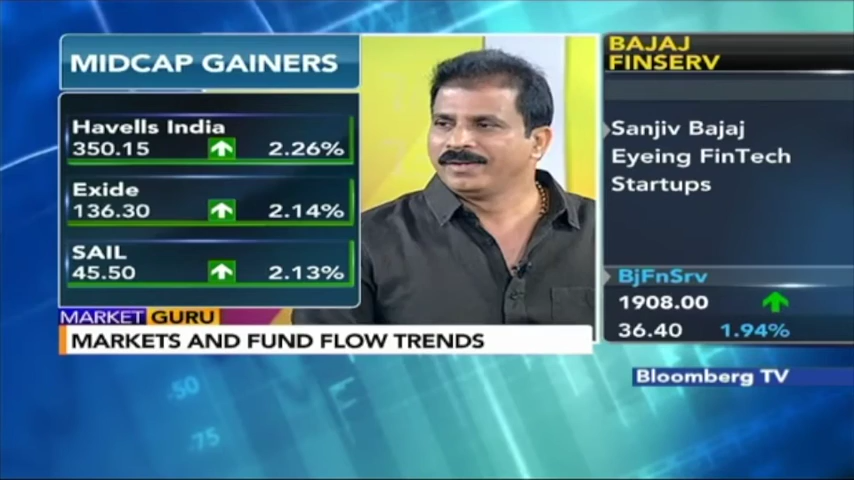 MIDCAP GAINERS
Havells India
350.15 2.26%
Exide
136.30 2.14%
SAIL
45.50 2.13%
MARKET GURU
MARKETS AND FUND FLOW TRENDS
BAJAJ
FINSERV
Sanjiv Bajaj
Eyeing FinTech
Startups
BjFnSrv
1908.00
36.40 1.94%
Bloomberg TV
-50
-75